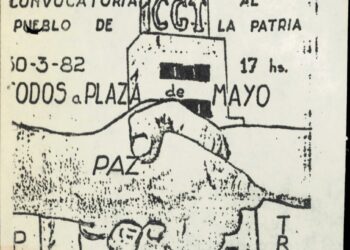 CONVOCATORIA CGT AL
PUEBLO DE LA PATRIA
30-3-82 17 hs.
TODOS a PLAZA de MAYO
PAZ
P
T